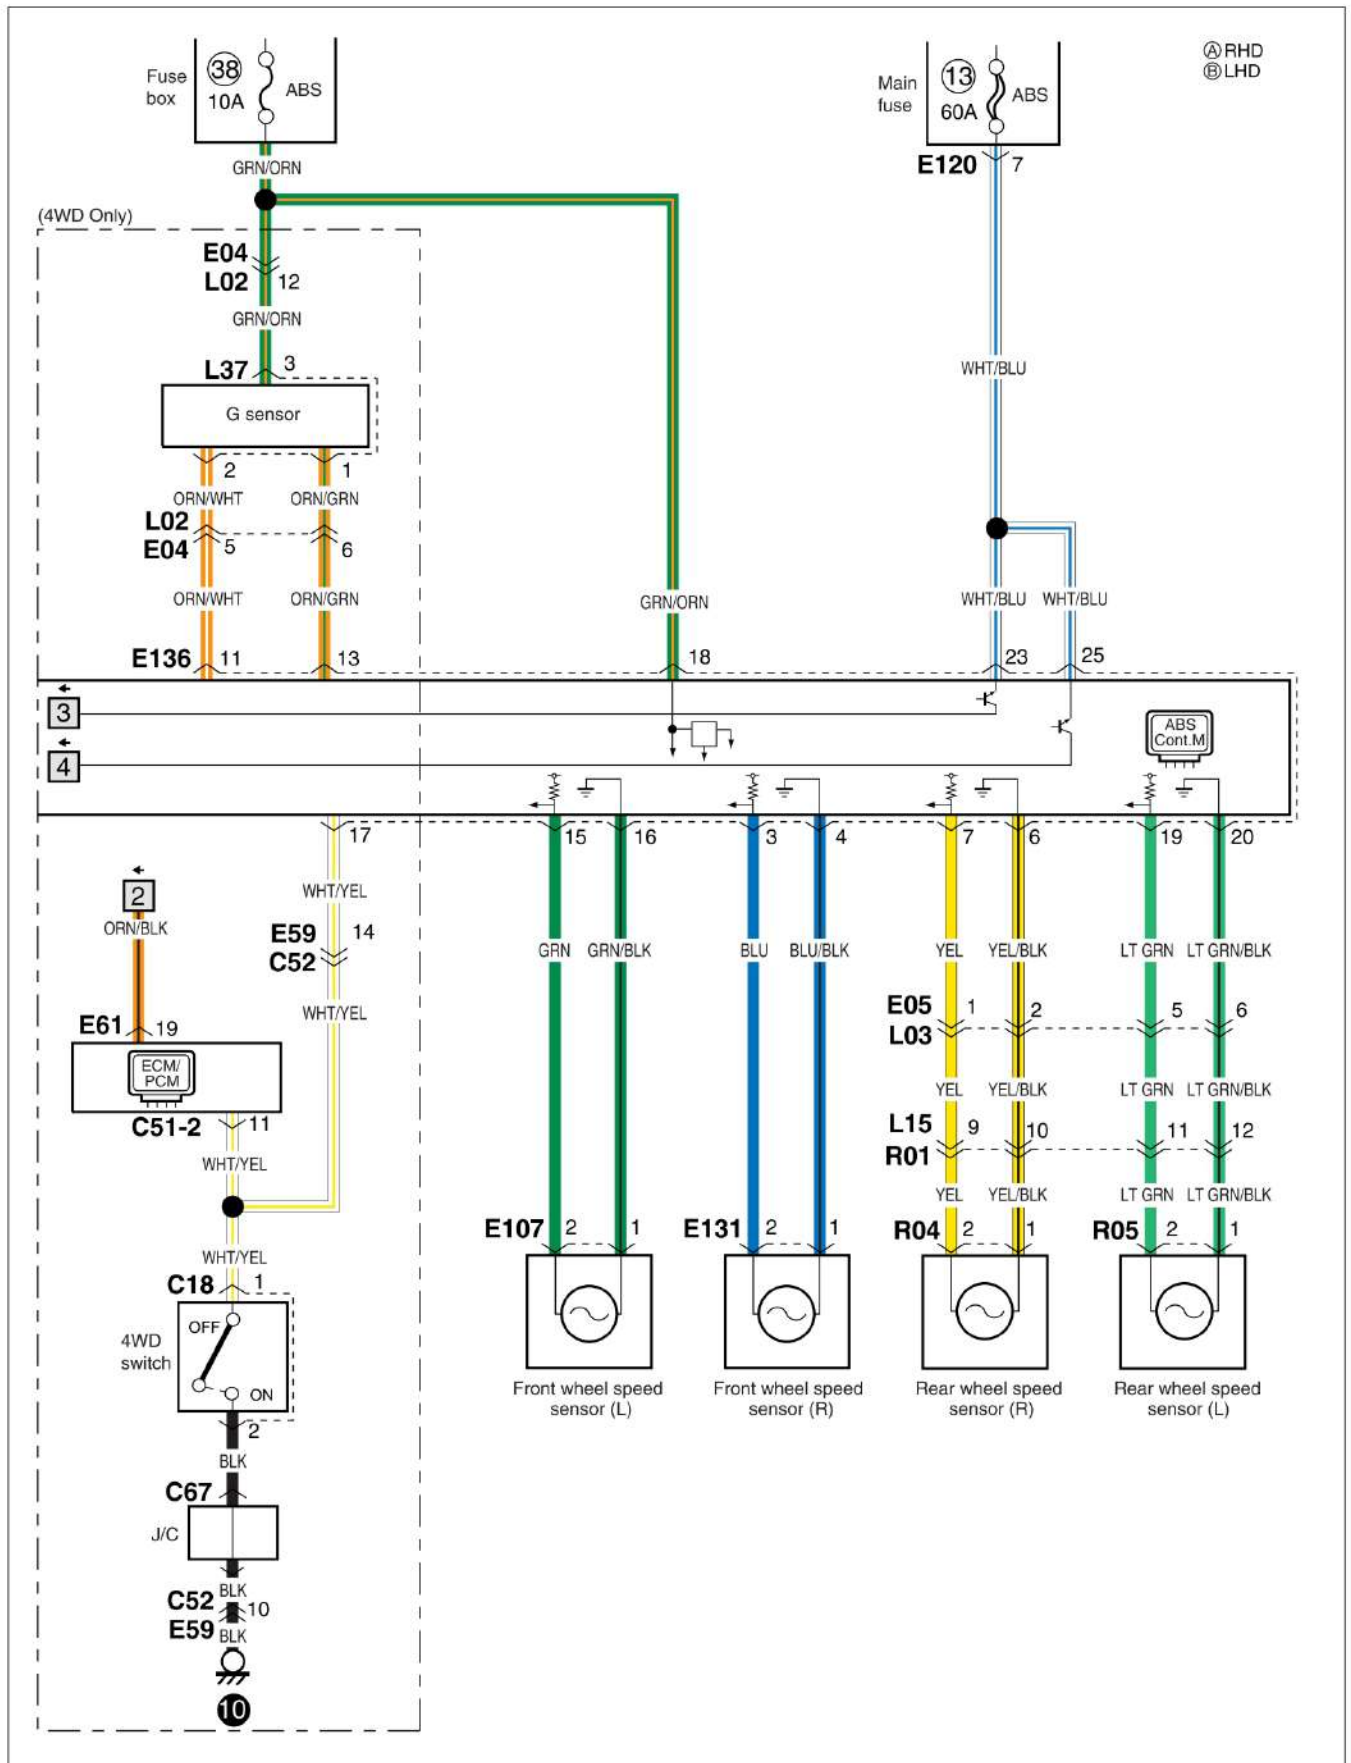 Fuse box
38
10A
ABS
Main fuse
13
60A
ABS
Ⓐ RHD
Ⓑ LHD
E120 7
GRN/ORN
(4WD Only)
E04
L02 12
GRN/ORN
L37 3
G sensor
WHT/BLU
2 1
ORN/WHT ORN/GRN
L02
E04 5 6
ORN/WHT ORN/GRN GRN/ORN WHT/BLU WHT/BLU
E136 11 13 18 23 25
3
4
ABS Cont.M
17 15 16 3 4 7 6 19 20
2
ORN/BLK
WHT/YEL
E59 14
C52
WHT/YEL
GRN GRN/BLK BLU BLU/BLK YEL YEL/BLK LT GRN LT GRN/BLK
E05 1 2 5 6
L03
E61 19
ECM/ PCM
C51-2 11
YEL YEL/BLK LT GRN LT GRN/BLK
L15 9 10 11 12
R01
WHT/YEL
YEL YEL/BLK LT GRN LT GRN/BLK
E107 2 1 E131 2 1 R04 2 1 R05 2 1
WHT/YEL
C18 1
OFF
4WD switch
ON
2
Front wheel speed sensor (L)
Front wheel speed sensor (R)
Rear wheel speed sensor (R)
Rear wheel speed sensor (L)
BLK
C67
J/C
BLK
C52 10
E59
BLK
10